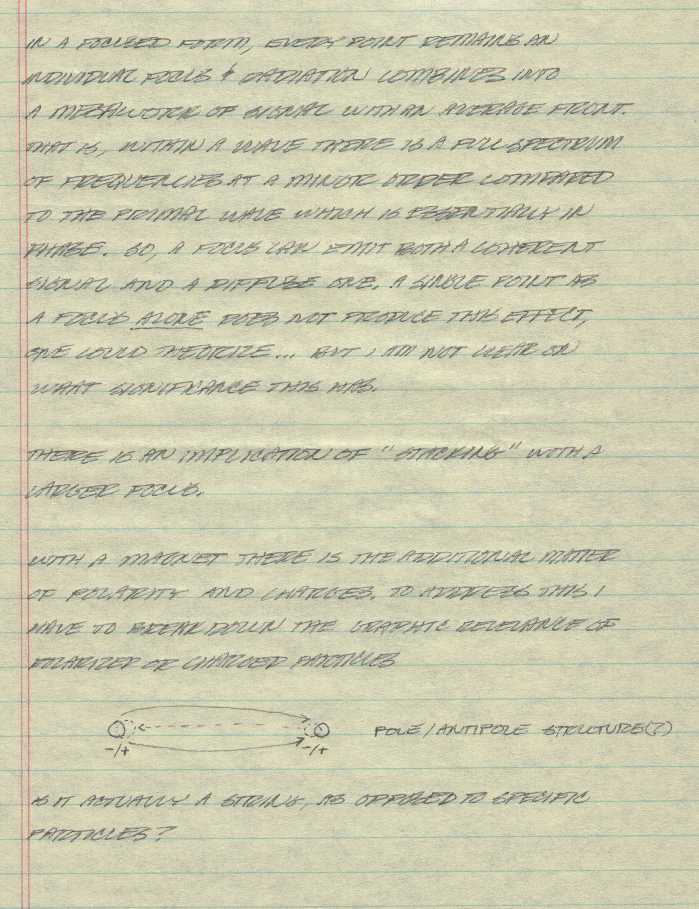 IN A FOCUSED FORM, EVERY POINT REMAINS AN
INDIVIDUAL FOCUS & RADIATION COMBINES INTO
A MESHWORK OF SIGNAL WITH AN AVERAGE FRONT.
THAT IS, WITHIN A WAVE THERE IS A FULL SPECTRUM
OF FREQUENCIES AT A MINOR ORDER COMPARED
TO THE PRIMAL WAVE WHICH IS ESSENTIALLY IN
PHASE. SO, A FOCUS CAN EMIT BOTH A COHERENT
SIGNAL AND A DIFFUSE ONE. A SINGLE POINT AS
A FOCUS ALONE DOES NOT PRODUCE THIS EFFECT,
ONE COULD THEORIZE... BUT I AM NOT CLEAR ON
WHAT SIGNIFICANCE THIS HAS.
THERE IS AN IMPLICATION OF "STACKING" WITH A
LARGER FOCUS.
WITH A MAGNET THERE IS THE ADDITIONAL MATTER
OF POLARITY AND CHARGES. TO ADDRESS THIS I
HAVE TO BREAK DOWN THE GRAPHIC RELEVANCE OF
POLARIZED OR CHARGED PARTICLES
-/+ -/+ POLE/ANTIPOLE STRUCTURE(?)
IS IT ACTUALLY A STRING, AS OPPOSED TO SPECIFIC
PARTICLES?